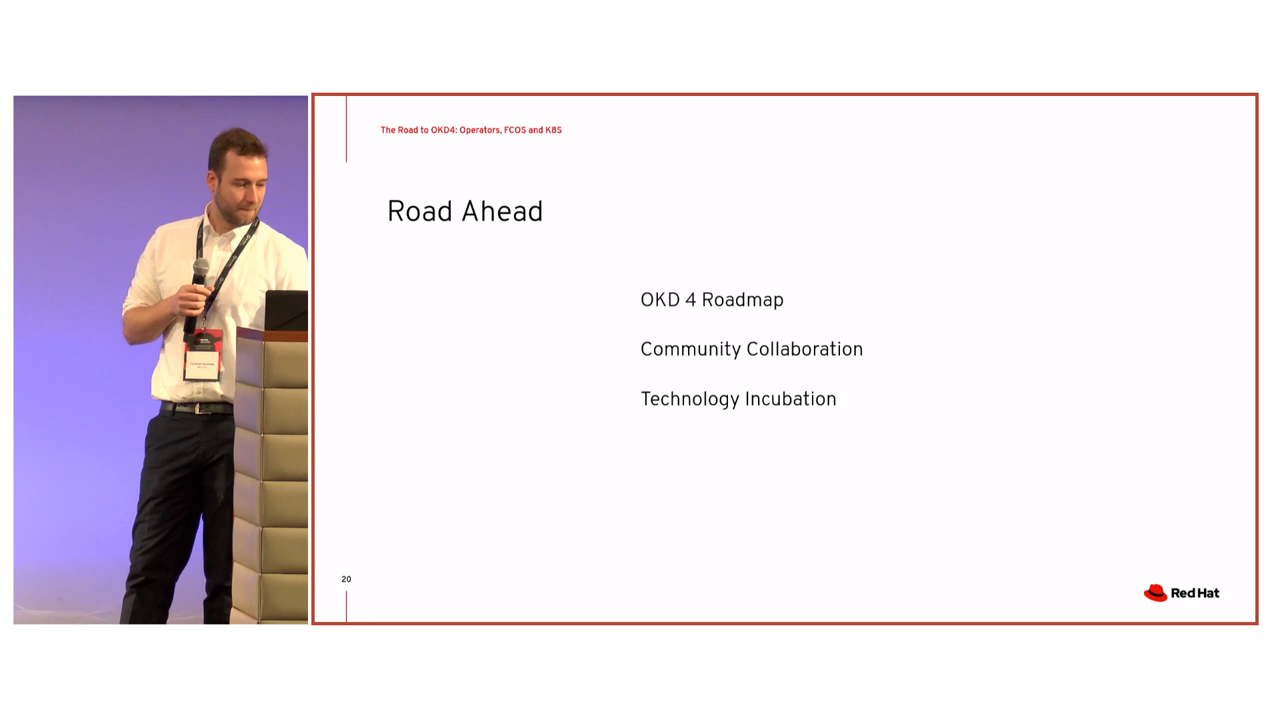 The Road to OKD4: Operators, FCOS and K8S
Road Ahead
OKD 4 Roadmap
Community Collaboration
Technology Incubation
20
Red Hat